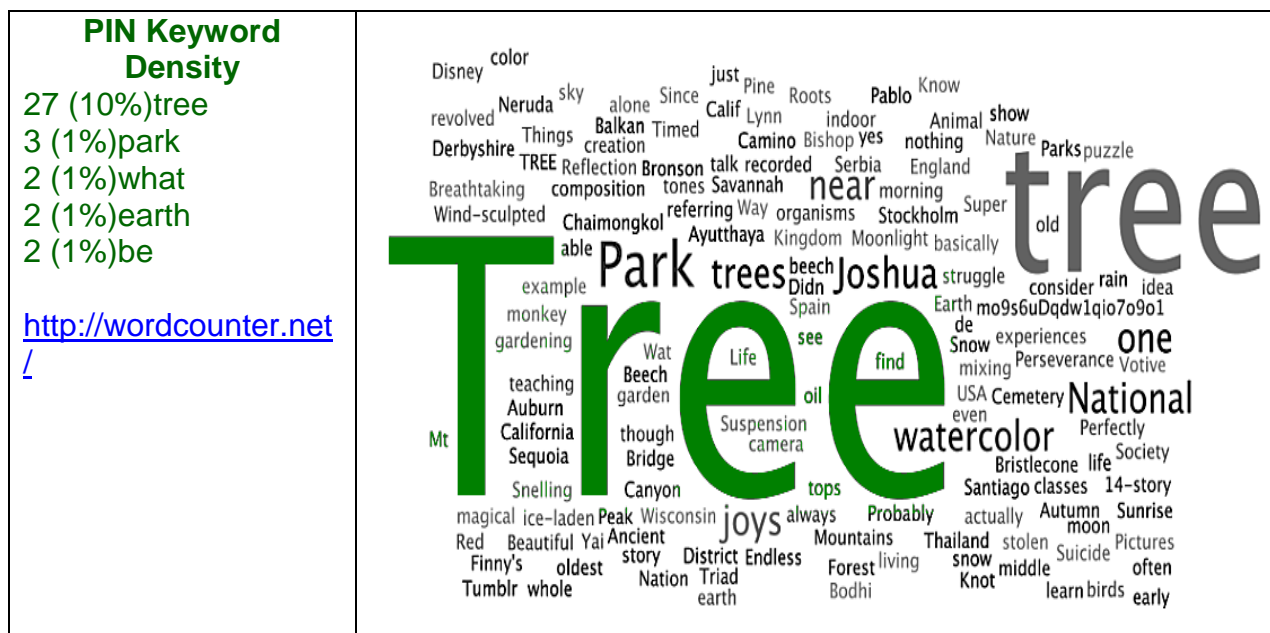 PIN Keyword
Density
27 (10%)tree
3 (1%)park
2 (1%)what
2 (1%)earth
2 (1%)be
http://wordcounter.net
/
Disney color just Pine Roots Pablo Know
revolved Neruda sky alone Since Calif Lynn indoor Animal show
Derbyshire Things Balkan creation Timed Camino Bishop yes nothing Nature Parks puzzle
TREE Reflection Bronson talk recorded Serbia England tree
Breathtaking composition tones Savannah near morning
Wind-sculpted Chaimongkol referring Way organisms Stockholm Super old
able Park Ayutthaya Kingdom Moonlight basically
trees beech Didn Joshua struggle consider rain idea
example Spain Earth mo9s6uDqdw1qio7o9o1
monkey see de
gardening Tree Wat Life find Snow experiences one
teaching Beech mixing Perseverance Votive
Auburn garden oil USA Cemetery National
California though Suspension camera even
Sequoia Bridge watercolor Perfectly
Mt Bristlecone life Society
Snelling Canyon tops Santiago classes 14-story
magical ice-laden Peak Wisconsin joys always Probably actually Autumn moon Sunrise
Red Beautiful Yai Ancient Mountains Thailand stolen Suicide Pictures
Finny's oldest story District Endless Forest living snow middle often
Tumblr whole Nation Triad Bodhi Knot learn birds early
earth